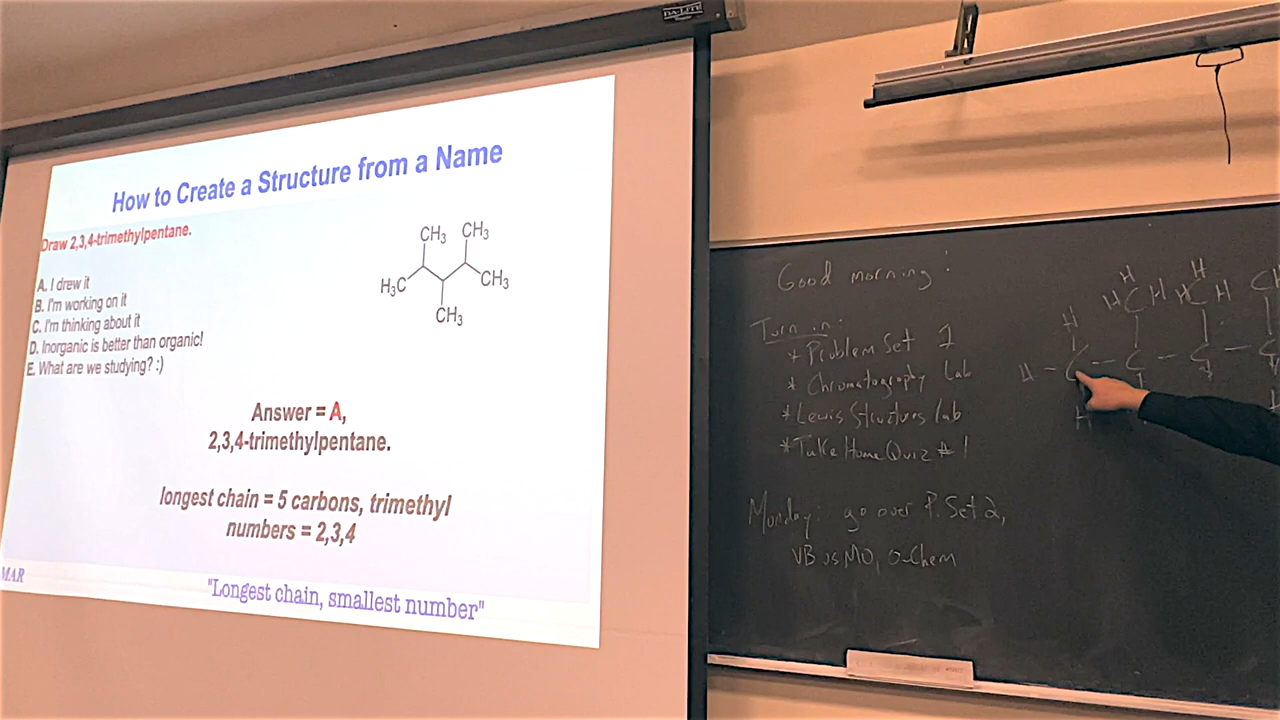 DA-LITE
How to Create a Structure from a Name
Draw 2,3,4-trimethylpentane.
A. I drew it
B. I'm working on it
C. I'm thinking about it
D. Inorganic is better than organic!
E. What are we studying? :)
CH₃ CH₃
H₃C CH₃
CH₃
Answer = A,
2,3,4-trimethylpentane.
longest chain = 5 carbons, trimethyl
numbers = 2,3,4
MAR
"Longest chain, smallest number"
Good morning!
Turn in:
* Problem Set 1
* Chromatography Lab
* Lewis Structures lab
* Take Home Quiz # 1
Monday: go over P. Set 2,
VB vs MO, O-Chem
H H
H C H H C H C
H
H - C - C - C - C
H